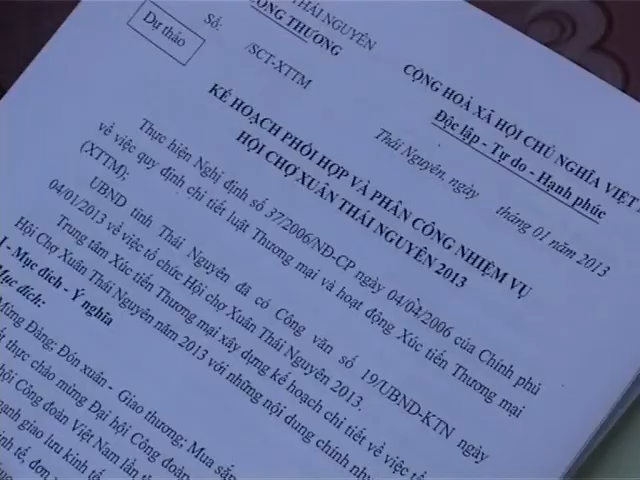 THÁI NGUYÊN
CÔNG THƯƠNG
Số: /SCT-XTTM
Dự thảo
CỘNG HOÀ XÃ HỘI CHỦ NGHĨA VIỆT
Độc lập - Tự do - Hạnh phúc
Thái Nguyên, ngày tháng 01 năm 2013
KẾ HOẠCH PHỐI HỢP VÀ PHÂN CÔNG NHIỆM VỤ
HỘI CHỢ XUÂN THÁI NGUYÊN 2013
Thực hiện Nghị định số 37/2006/NĐ-CP ngày 04/04/2006 của Chính phủ
về việc quy định chi tiết luật Thương mại và hoạt động Xúc tiến Thương mại
(XTTM);
UBND tỉnh Thái Nguyên đã có Công văn số 19/UBND-KTN ngày
04/01/2013 về việc tổ chức Hội chợ Xuân Thái Nguyên 2013.
Trung tâm Xúc tiến Thương mại xây dựng kế hoạch chi tiết về việc
Hội Chợ Xuân Thái Nguyên năm 2013 với những nội dung chính
I - Mục đích - Ý nghĩa
Mục đích:
Mừng Đảng; Đón xuân - Giao thương; Mua sắm
thực chào mừng Đại hội Công đoàn
hội Công đoàn Việt Nam lần
mạnh giao lưu kinh tế
tế, đơn